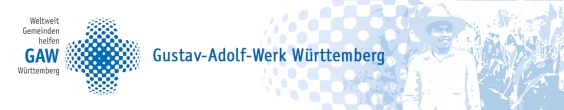 Weltweit
Gemeinden
helfen
GAW
Württemberg
Gustav-Adolf-Werk Württemberg